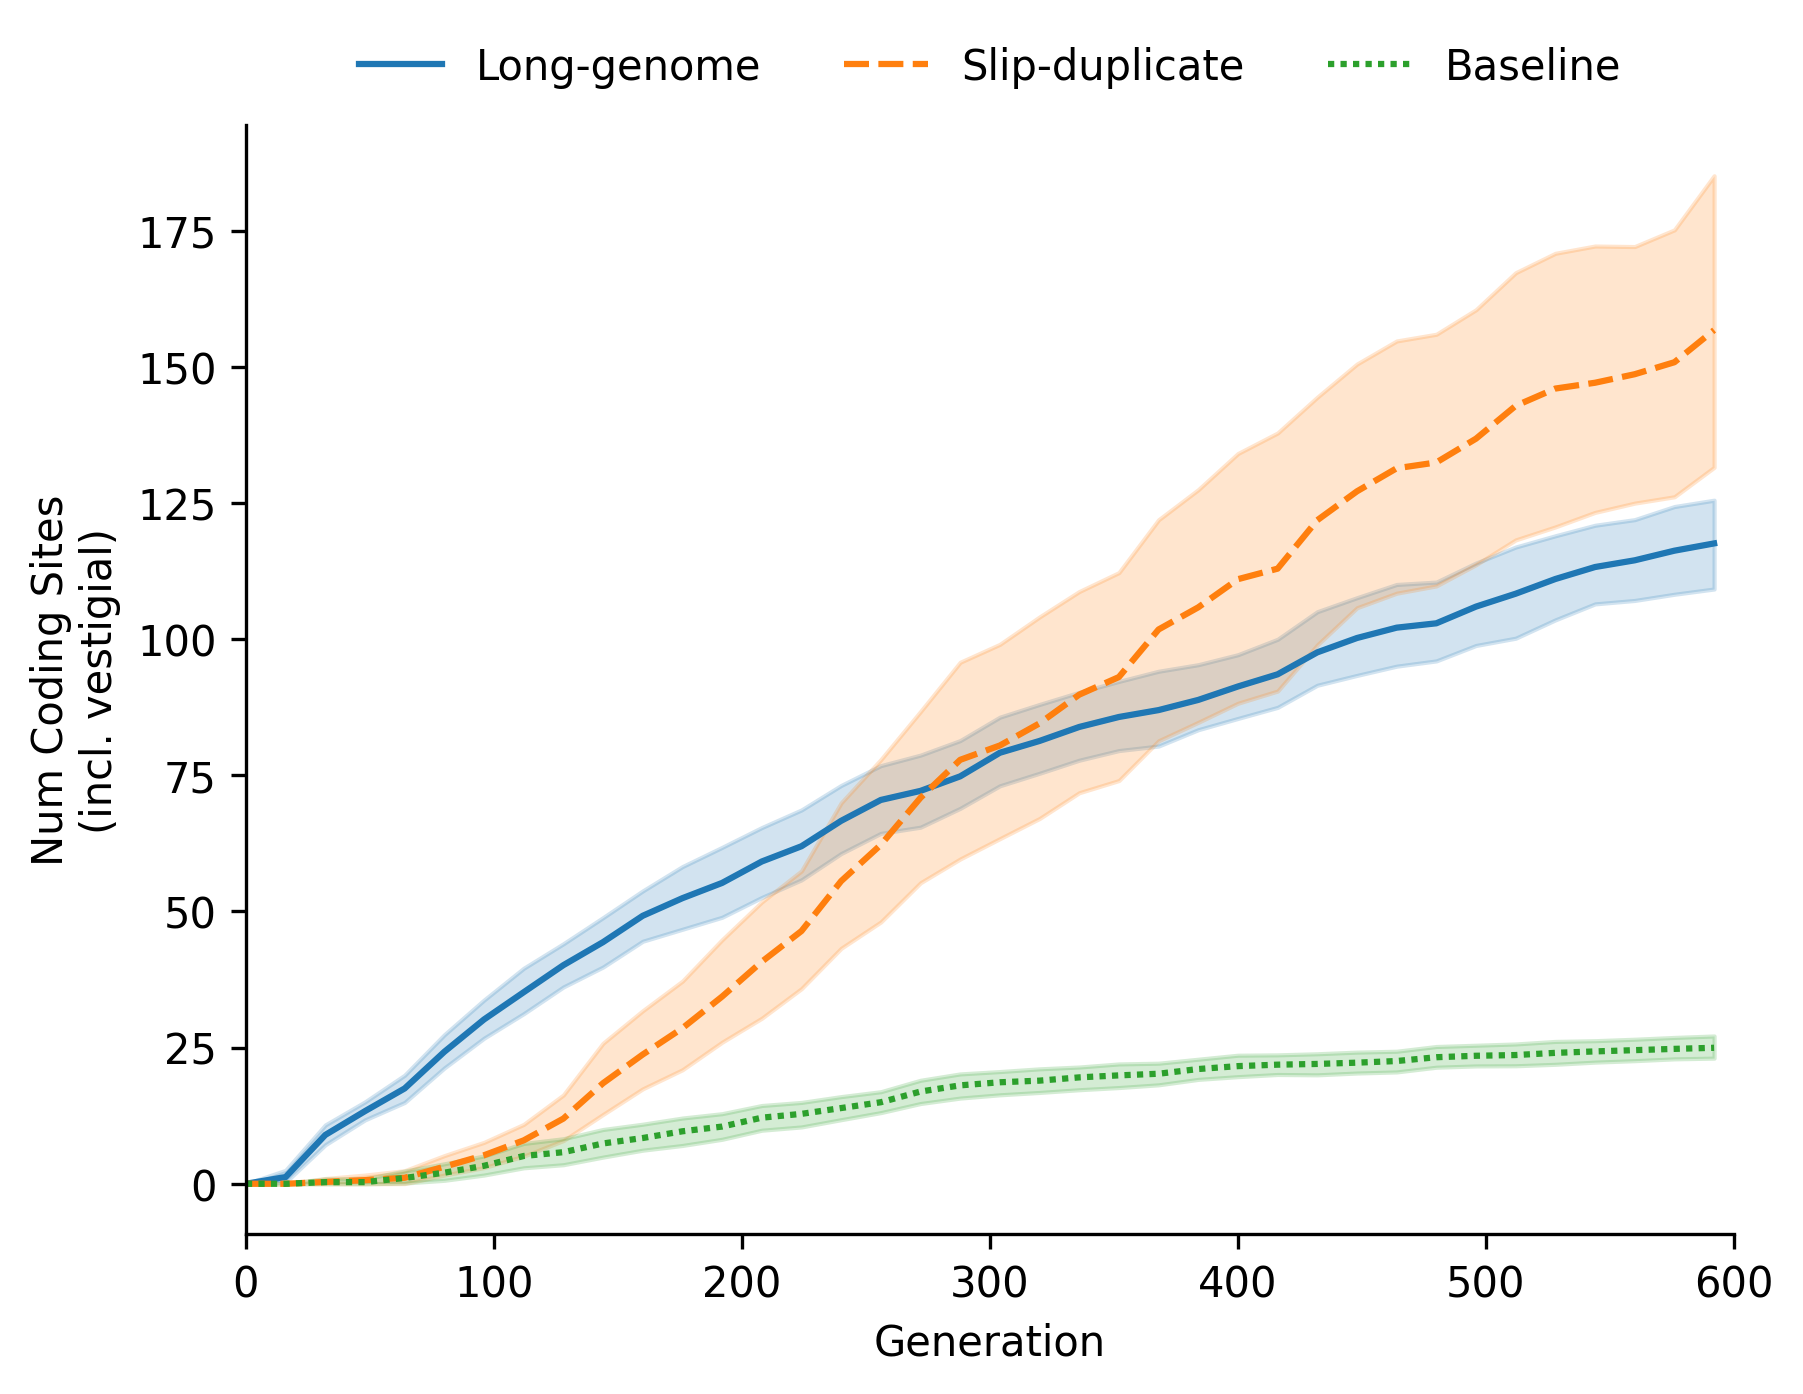 Long-genome
Slip-duplicate
Baseline
Num Coding Sites
(incl. vestigial)
175
150
125
100
75
50
25
0
0
100
200
300
400
500
600
Generation